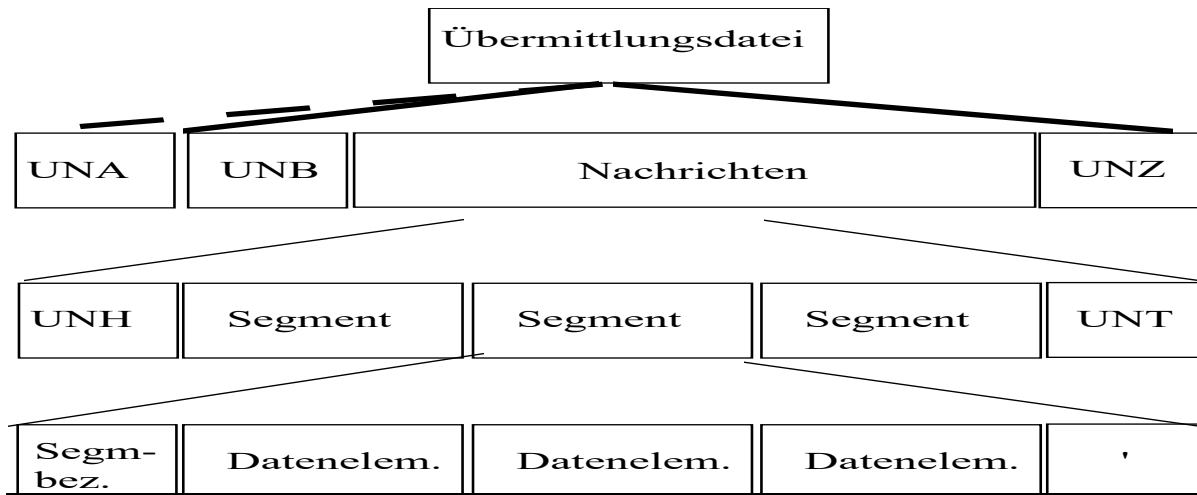 Übermittlungsdatei
UNA UNB Nachrichten UNZ
UNH Segment Segment Segment UNT
Segm-
bez. Datenelem. Datenelem. Datenelem. '